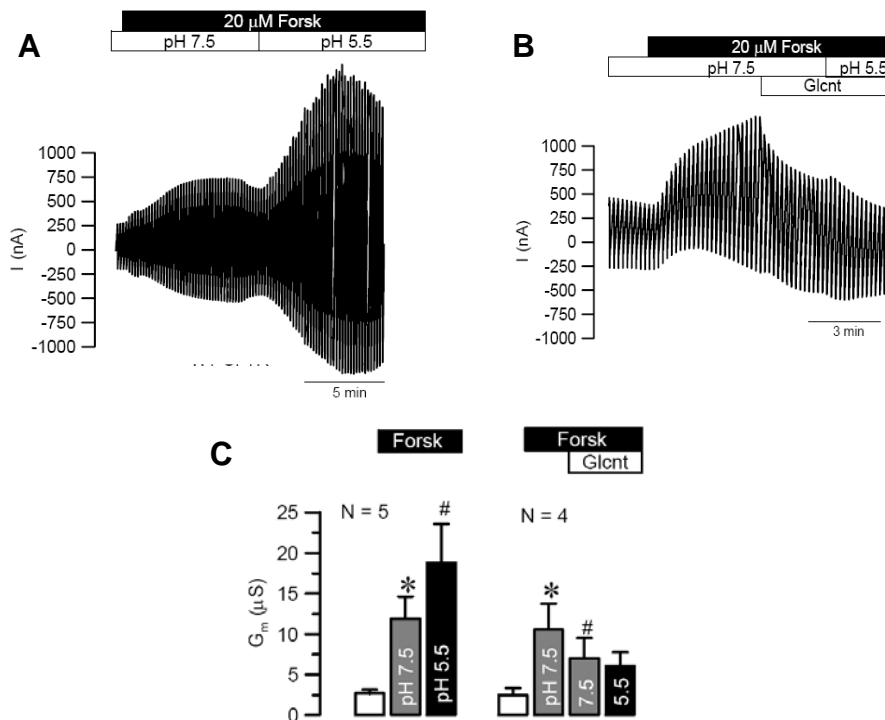 A
20 μM Forsk
pH 7.5
pH 5.5
1000
750
500
250
0
-250
-500
-750
-1000
I (nA)
5 min
B
20 μM Forsk
pH 7.5
pH 5.5
Glcnt
1000
750
500
250
0
-250
-500
-750
-1000
I (nA)
3 min
C
Forsk
Forsk
Glcnt
N = 5
N = 4
25
20
15
10
5
0
Gm (μS)
*
#
*
#
pH 7.5
pH 5.5
pH 7.5
7.5
5.5